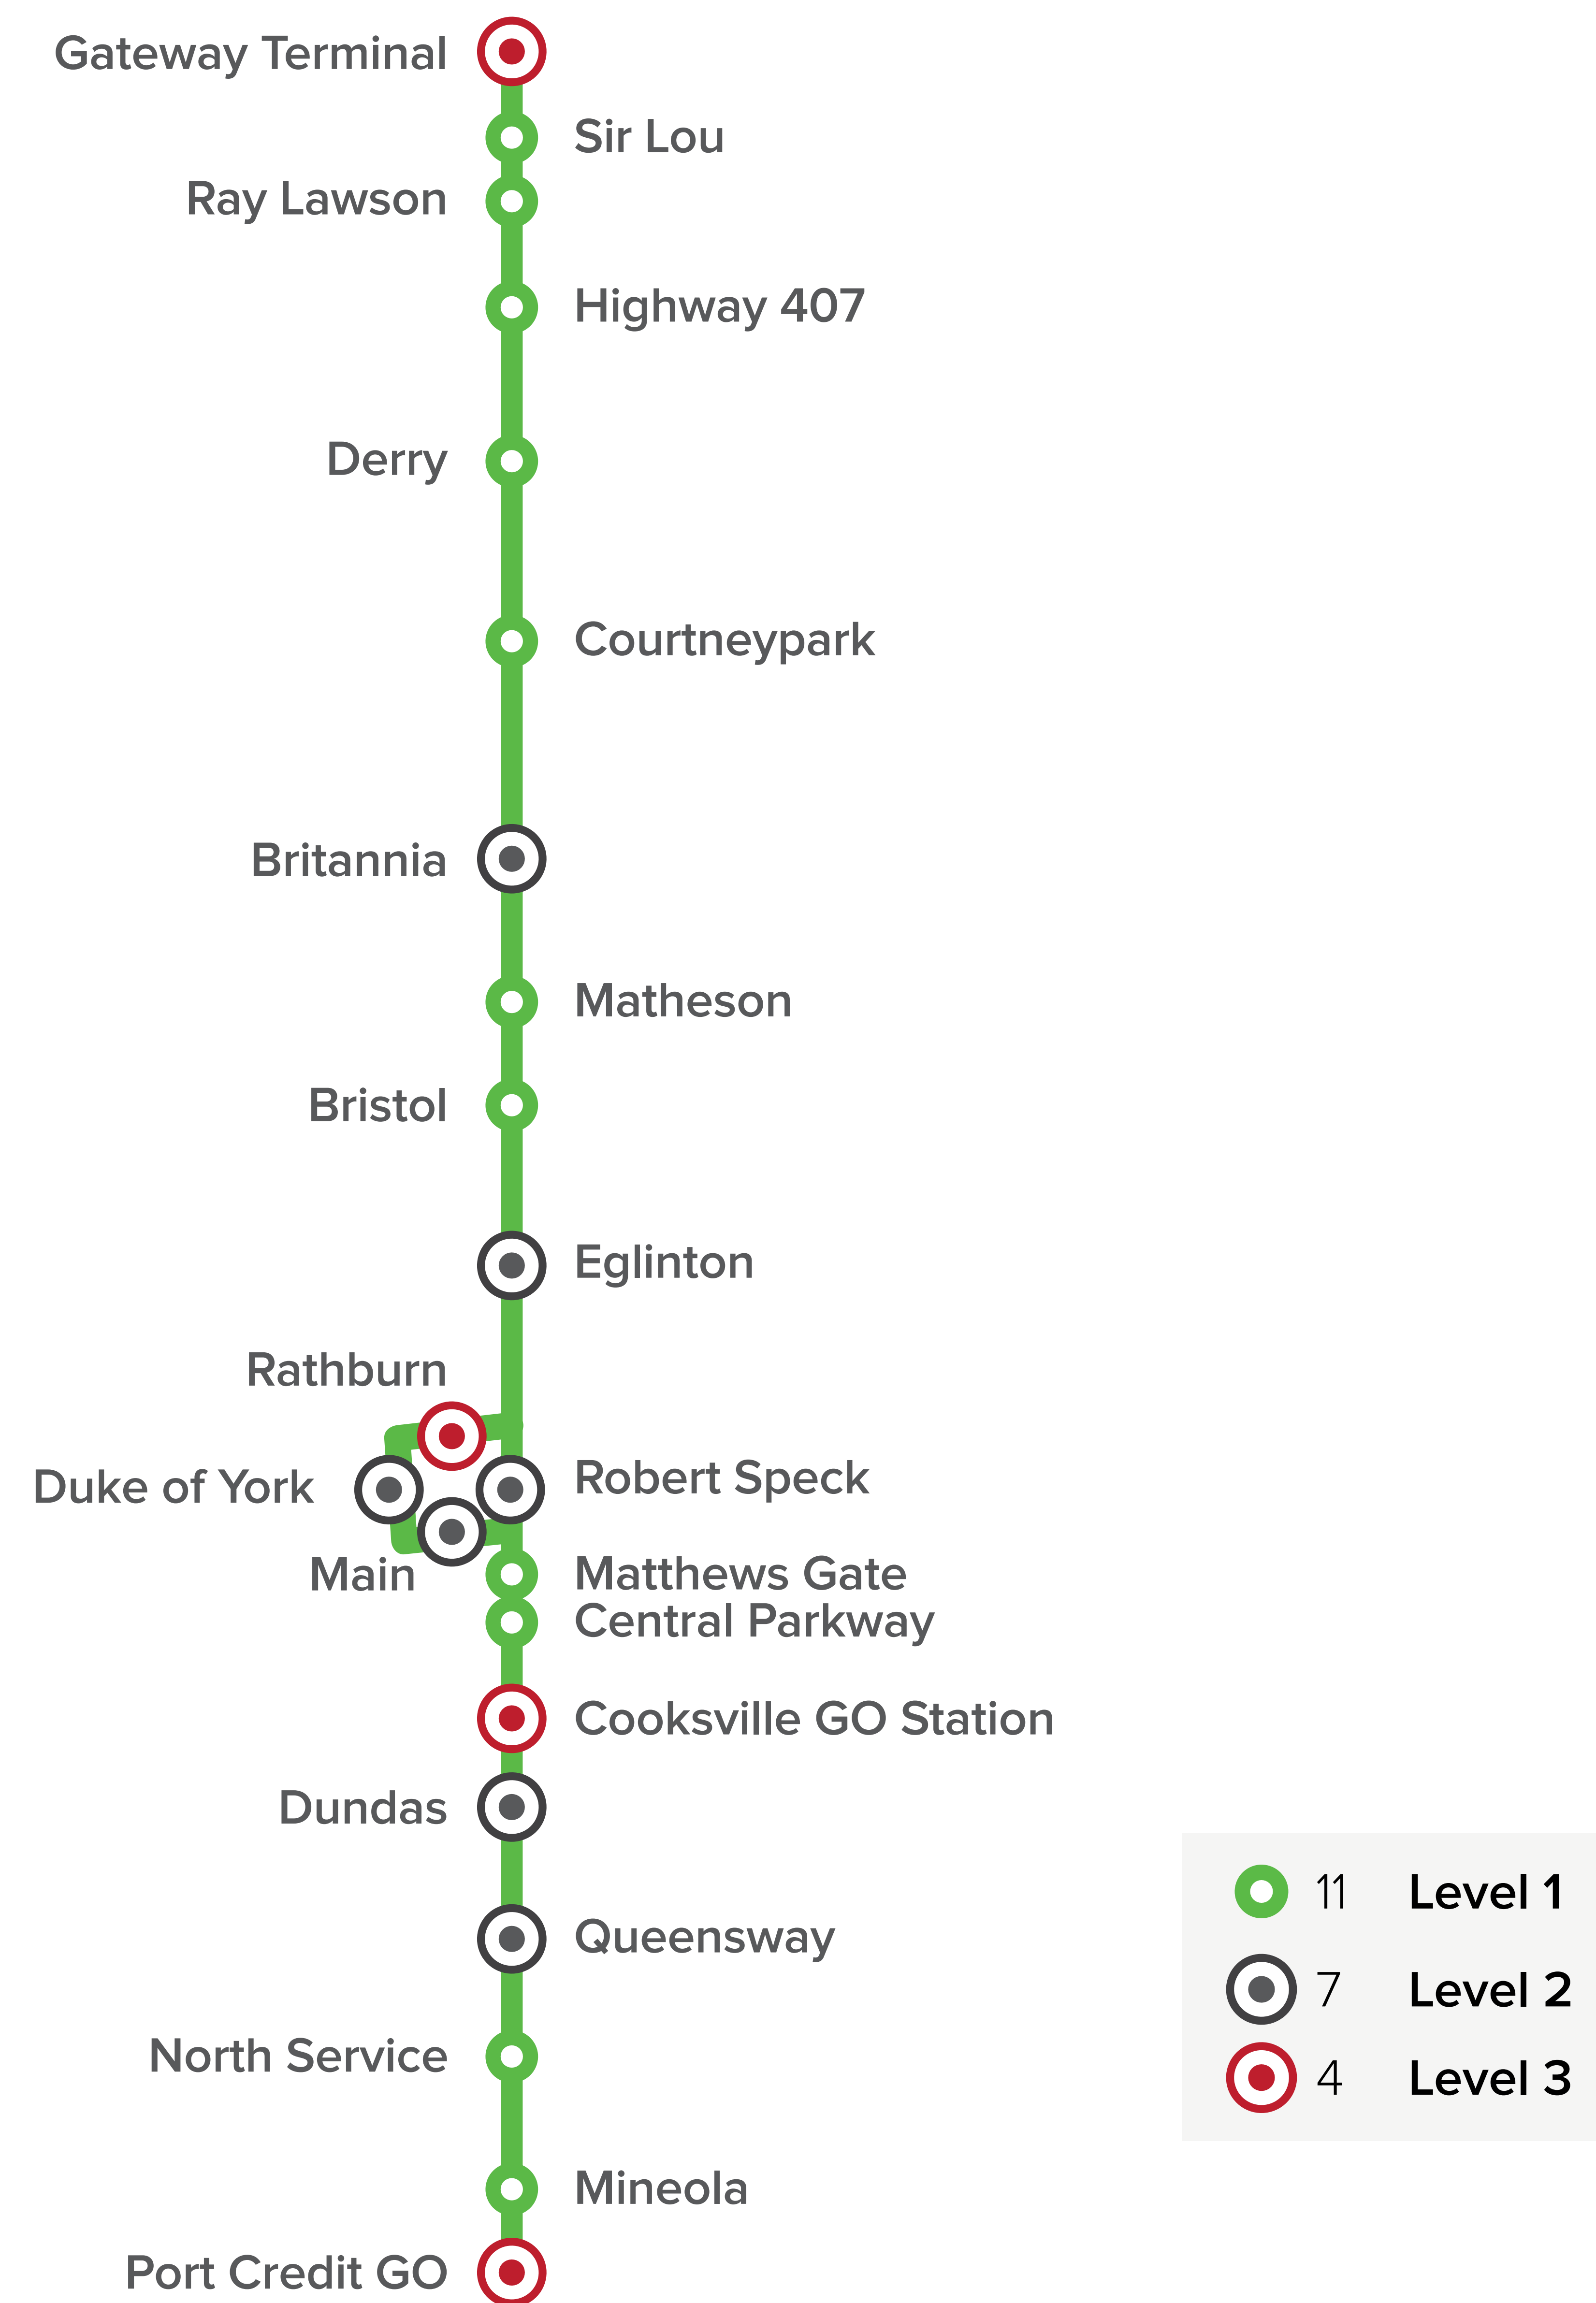 Gateway Terminal
Sir Lou
Ray Lawson
Highway 407
Derry
Courtneypark
Britannia
Matheson
Bristol
Eglinton
Rathburn
Robert Speck
Duke of York
Matthews Gate
Main
Central Parkway
Cooksville GO Station
Dundas
Queensway
North Service
Mineola
Port Credit GO
11 Level 1
7 Level 2
4 Level 3